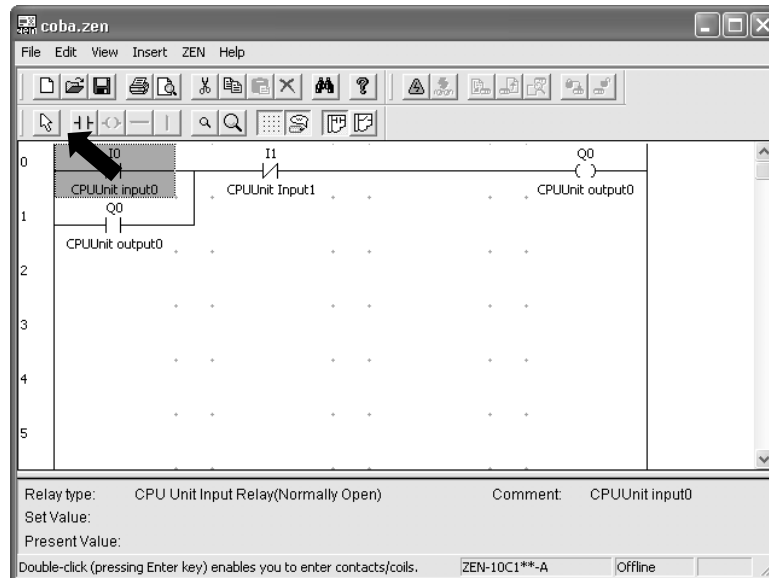 coba.zen
File Edit View Insert ZEN Help
0
I0
I1
Q0
CPUUnit input0
CPUUnit Input1
CPUUnit output0
1
Q0
CPUUnit output0
2
3
4
5
Relay type: CPU Unit Input Relay(Normally Open) Comment: CPUUnit input0
Set Value:
Present Value:
Double-click (pressing Enter key) enables you to enter contacts/coils. ZEN-10C1**-A Offline